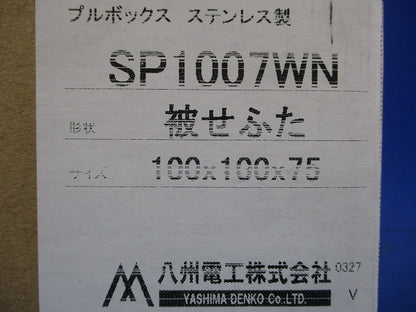 プルボックス ステンレス製
SP1007WN
形状 被せふた
サイズ 100x100x75
八州電工株式会社 0327
YASHIMA DENKO Co.,LTD. V